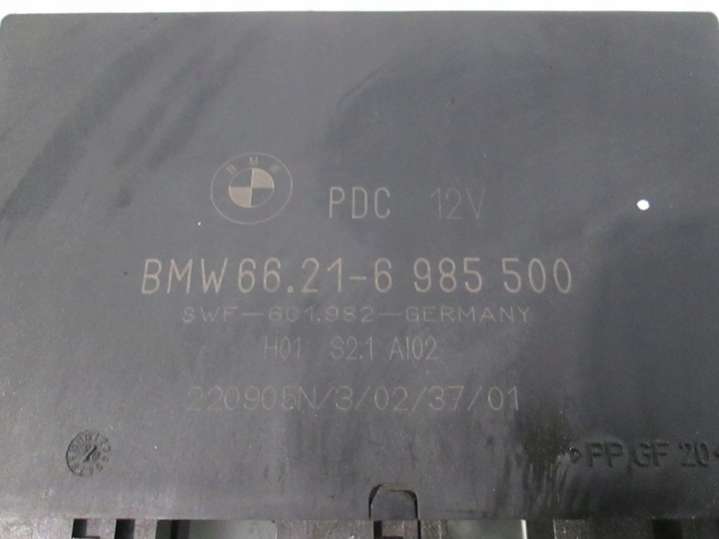 BMW
PDC 12V
BMW 66.21-6 985 500
SWF-601.982-GERMANY
H01 S2.1 AI02
220905N/3/02/37/01
PP GF 20